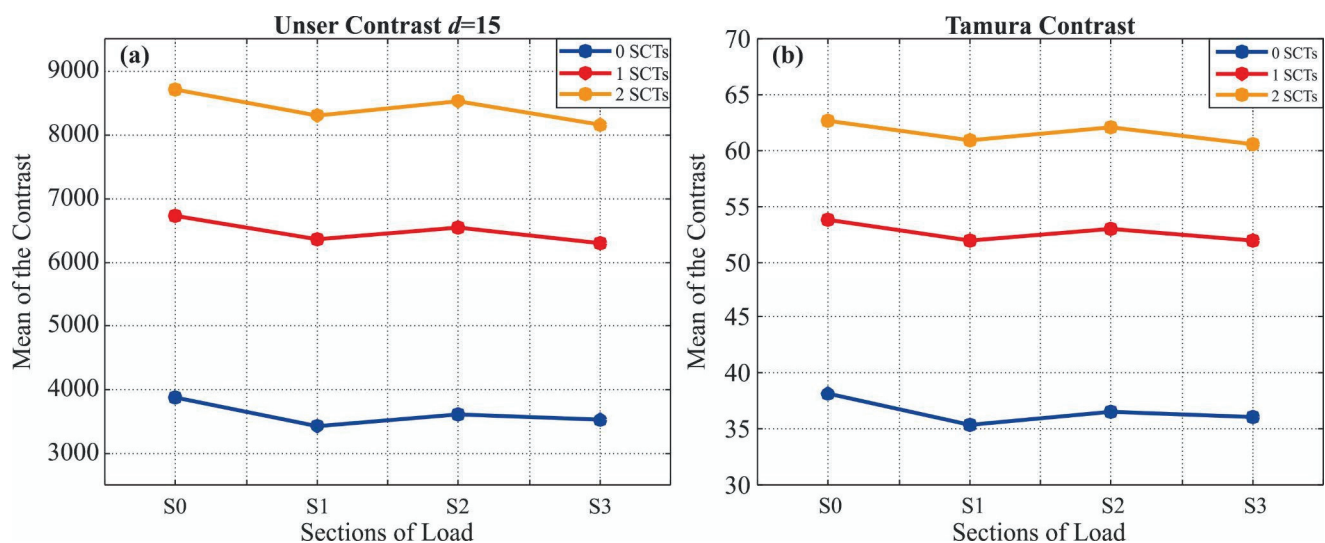 Unser Contrast d=15
(a)
0 SCTs
1 SCTs
2 SCTs
Mean of the Contrast
9000
8000
7000
6000
5000
4000
3000
S0 S1 S2 S3
Sections of Load
Tamura Contrast
(b)
0 SCTs
1 SCTs
2 SCTs
Mean of the Contrast
70
65
60
55
50
45
40
35
30
S0 S1 S2 S3
Sections of Load